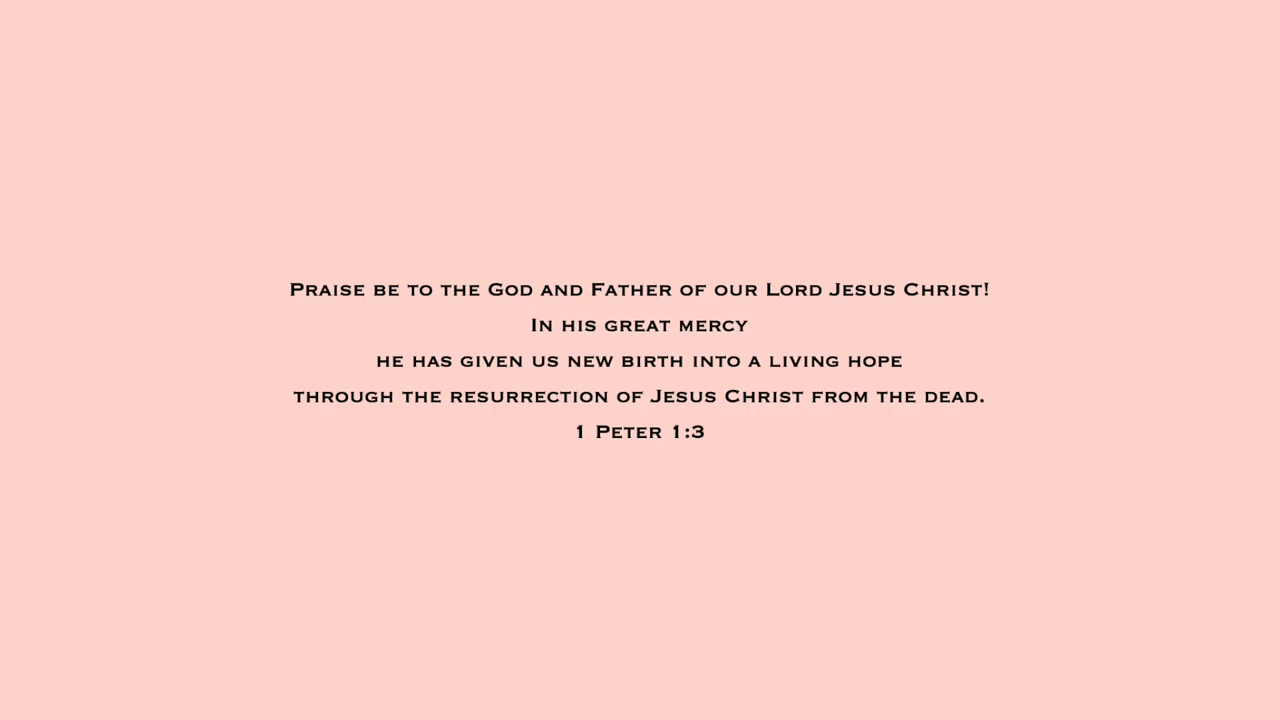 Praise be to the God and Father of our Lord Jesus Christ!
In his great mercy
he has given us new birth into a living hope
through the resurrection of Jesus Christ from the dead.
1 Peter 1:3